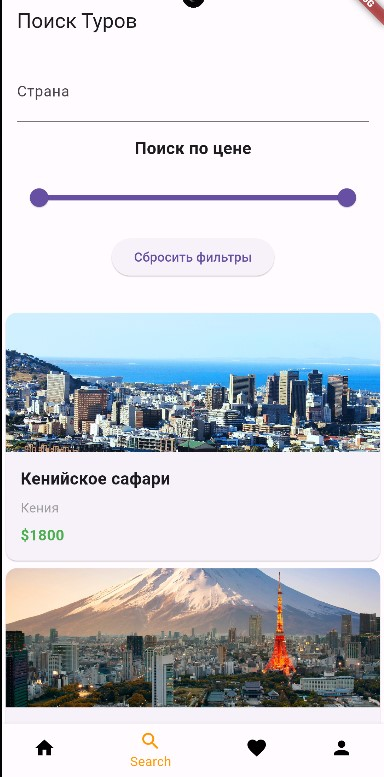 Поиск Туров
Страна
Поиск по цене
Сбросить фильтры
Кенийское сафари
Кения
$1800
Search